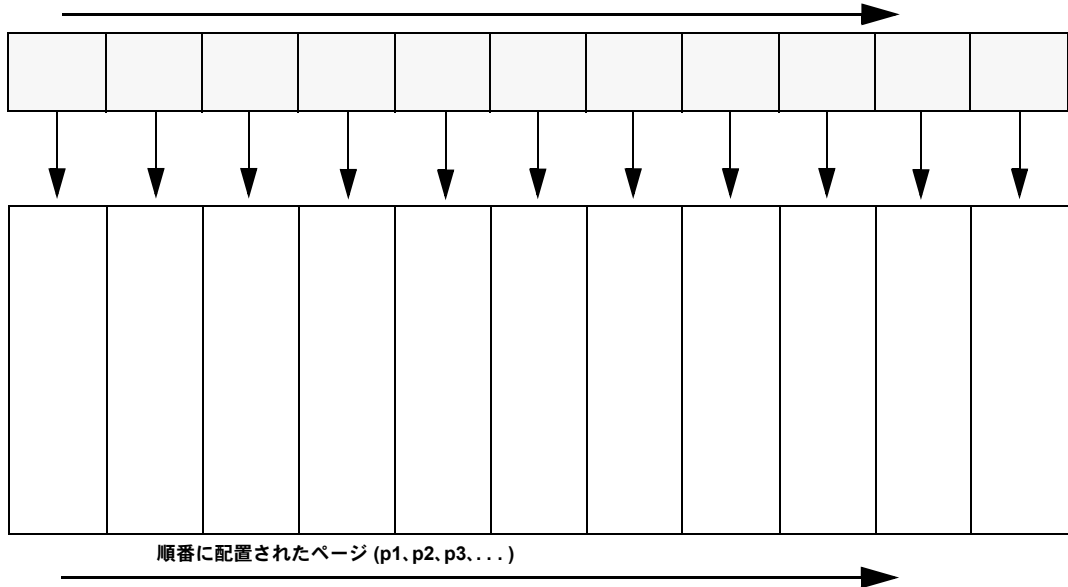 順番に配置されたページ (p1、p2、p3、. . . . )